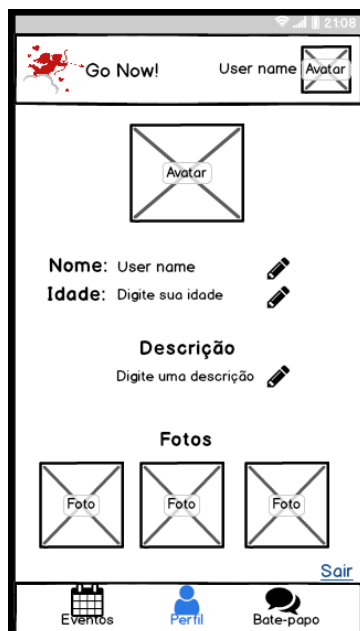 21:08
Go Now!
User name
Avatar
Avatar
Nome: User name
Idade: Digite sua idade
Descrição
Digite uma descrição
Fotos
Foto Foto Foto
Sair
Eventos Perfil Bate-papo